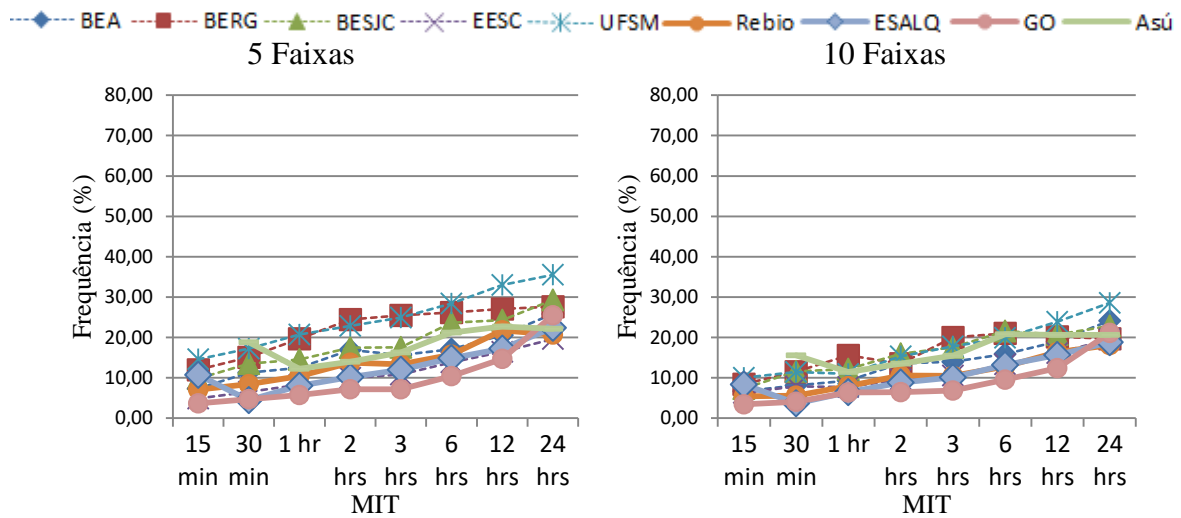 BEA BERG BESJC EESC UFSM Rebio ESALQ GO Asú
5 Faixas
80,00
70,00
60,00
50,00
40,00
30,00
20,00
10,00
0,00
Frequência (%)
15 min 30 min 1 hr 2 hrs 3 hrs 6 hrs 12 hrs 24 hrs
MIT
10 Faixas
80,00
70,00
60,00
50,00
40,00
30,00
20,00
10,00
0,00
Frequência (%)
15 min 30 min 1 hr 2 hrs 3 hrs 6 hrs 12 hrs 24 hrs
MIT